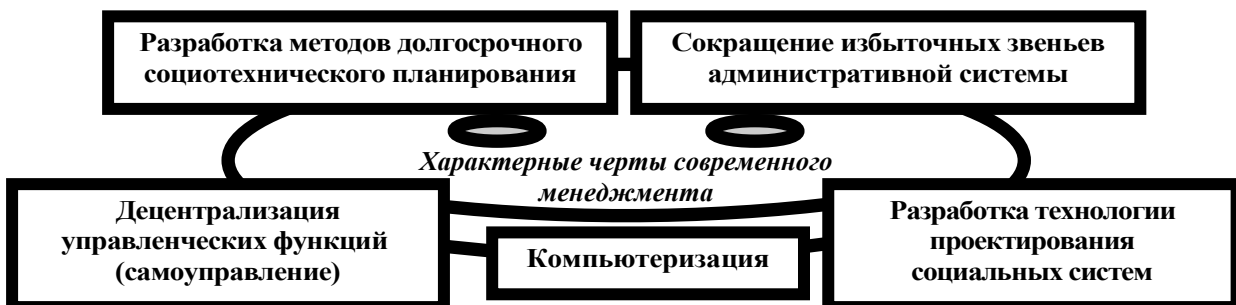 Разработка методов долгосрочного
социотехнического планирования
Сокращение избыточных звеньев
административной системы
Характерные черты современного
менеджмента
Децентрализация
управленческих функций
(самоуправление)
Компьютеризация
Разработка технологии
проектирования
социальных систем